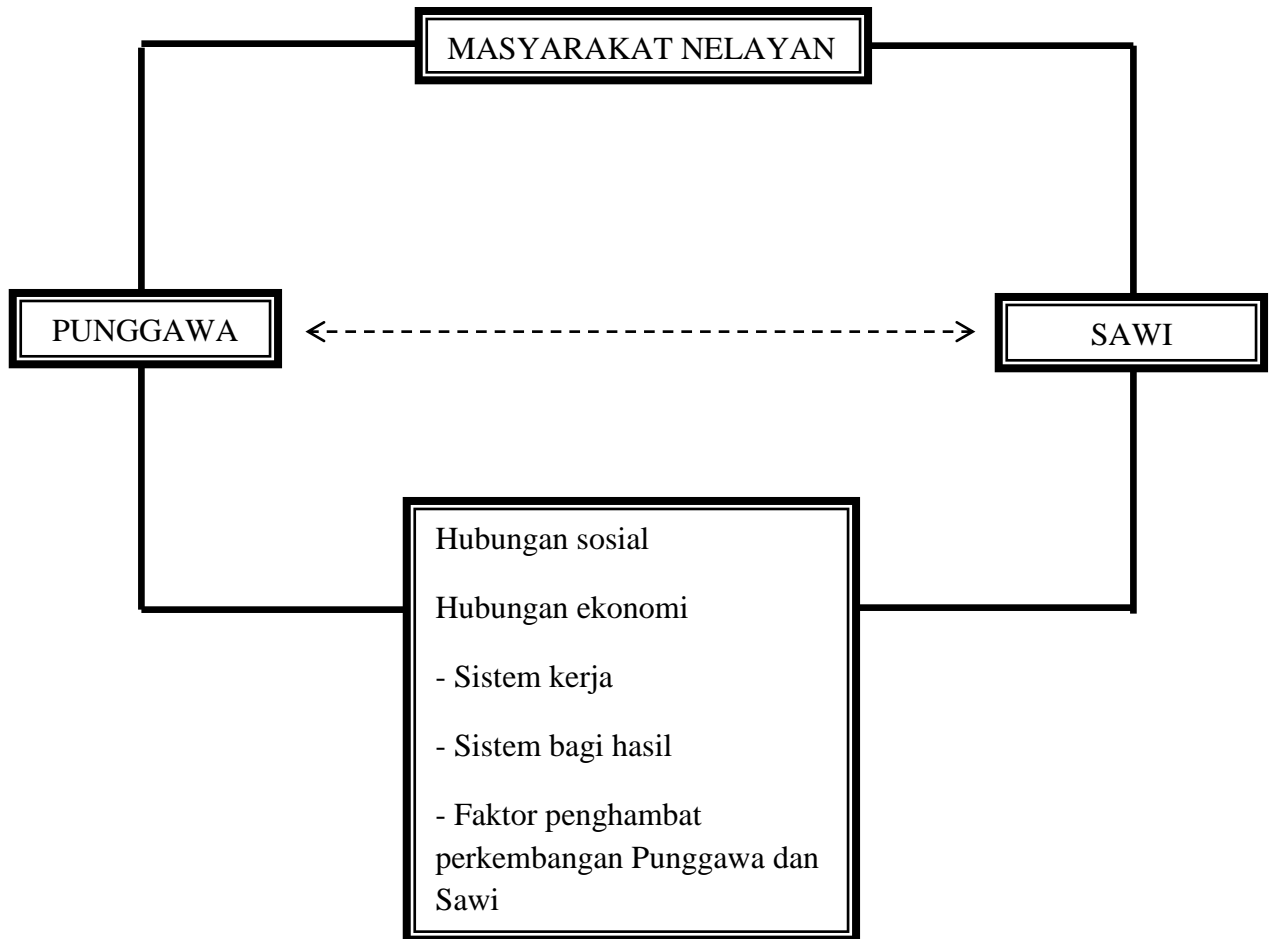 MASYARAKAT NELAYAN
PUNGGAWA
SAWI
Hubungan sosial
Hubungan ekonomi
- Sistem kerja
- Sistem bagi hasil
- Faktor penghambat
perkembangan Punggawa dan
Sawi